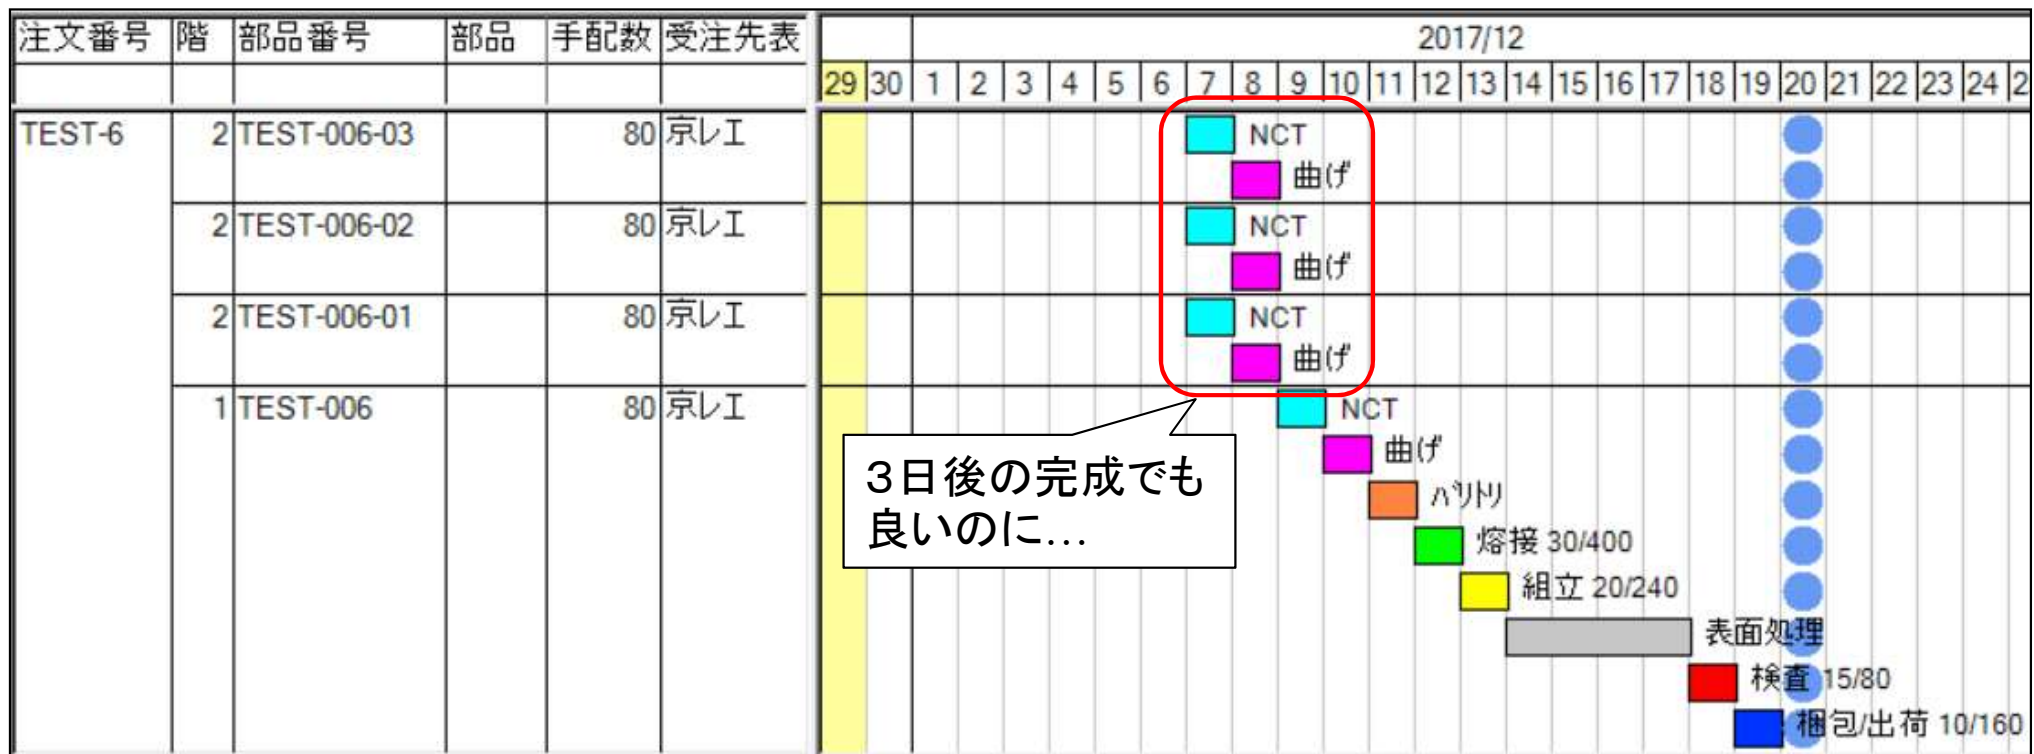 注文番号 階 部品番号 部品 手配数 受注先表 2017/12
29 30 1 2 3 4 5 6 7 8 9 10 11 12 13 14 15 16 17 18 19 20 21 22 23 24 2
TEST-6 2 TEST-006-03 80 京レエ NCT
曲げ
2 TEST-006-02 80 京レエ NCT
曲げ
2 TEST-006-01 80 京レエ NCT
曲げ
1 TEST-006 80 京レエ NCT
曲げ
バリトリ
熔接 30/400
組立 20/240
表面処理
検査 15/80
梱包/出荷 10/160
３日後の完成でも
良いのに…